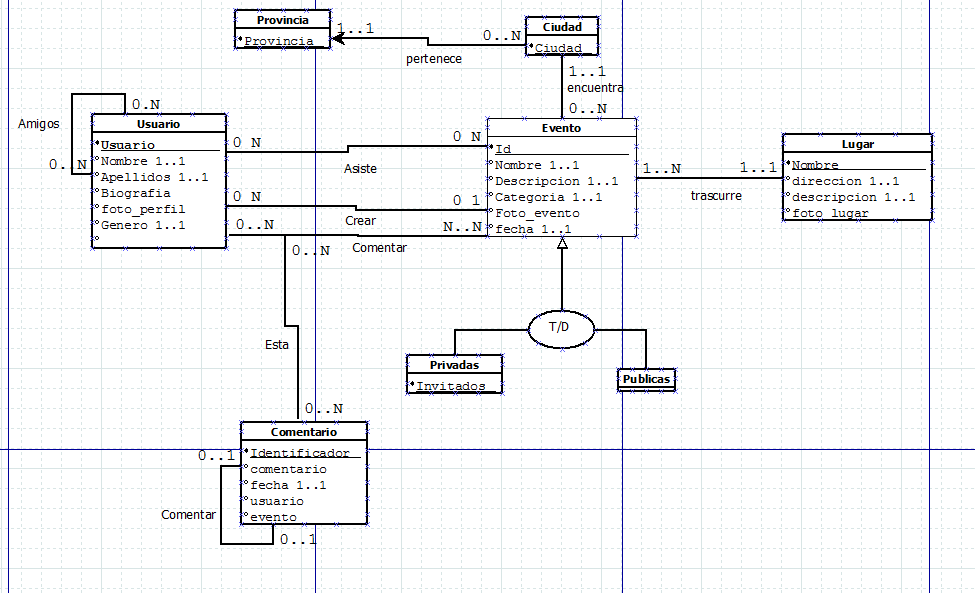 Provincia
Provincia
1..1
pertenece
0..N
Ciudad
Ciudad
1..1
encuentra
0..N
Amigos
0.N
0..N
Usuario
Usuario
Nombre 1..1
Apellidos 1..1
Biografia
foto_perfil
Genero 1..1
0 N
Asiste
0 N
0 N
Crear
0 1
0..N
Comentar
N..N
Evento
Id
Nombre 1..1
Descripcion 1..1
Categoria 1..1
Foto_evento
fecha 1..1
1..N
trascurre
1..1
Lugar
Nombre
direccion 1..1
descripcion 1..1
foto_lugar
0..N
Esta
0..N
T/D
Privadas
Invitados
Publicas
Comentario
Identificador
comentario
fecha 1..1
usuario
evento
0..1
Comentar
0..1